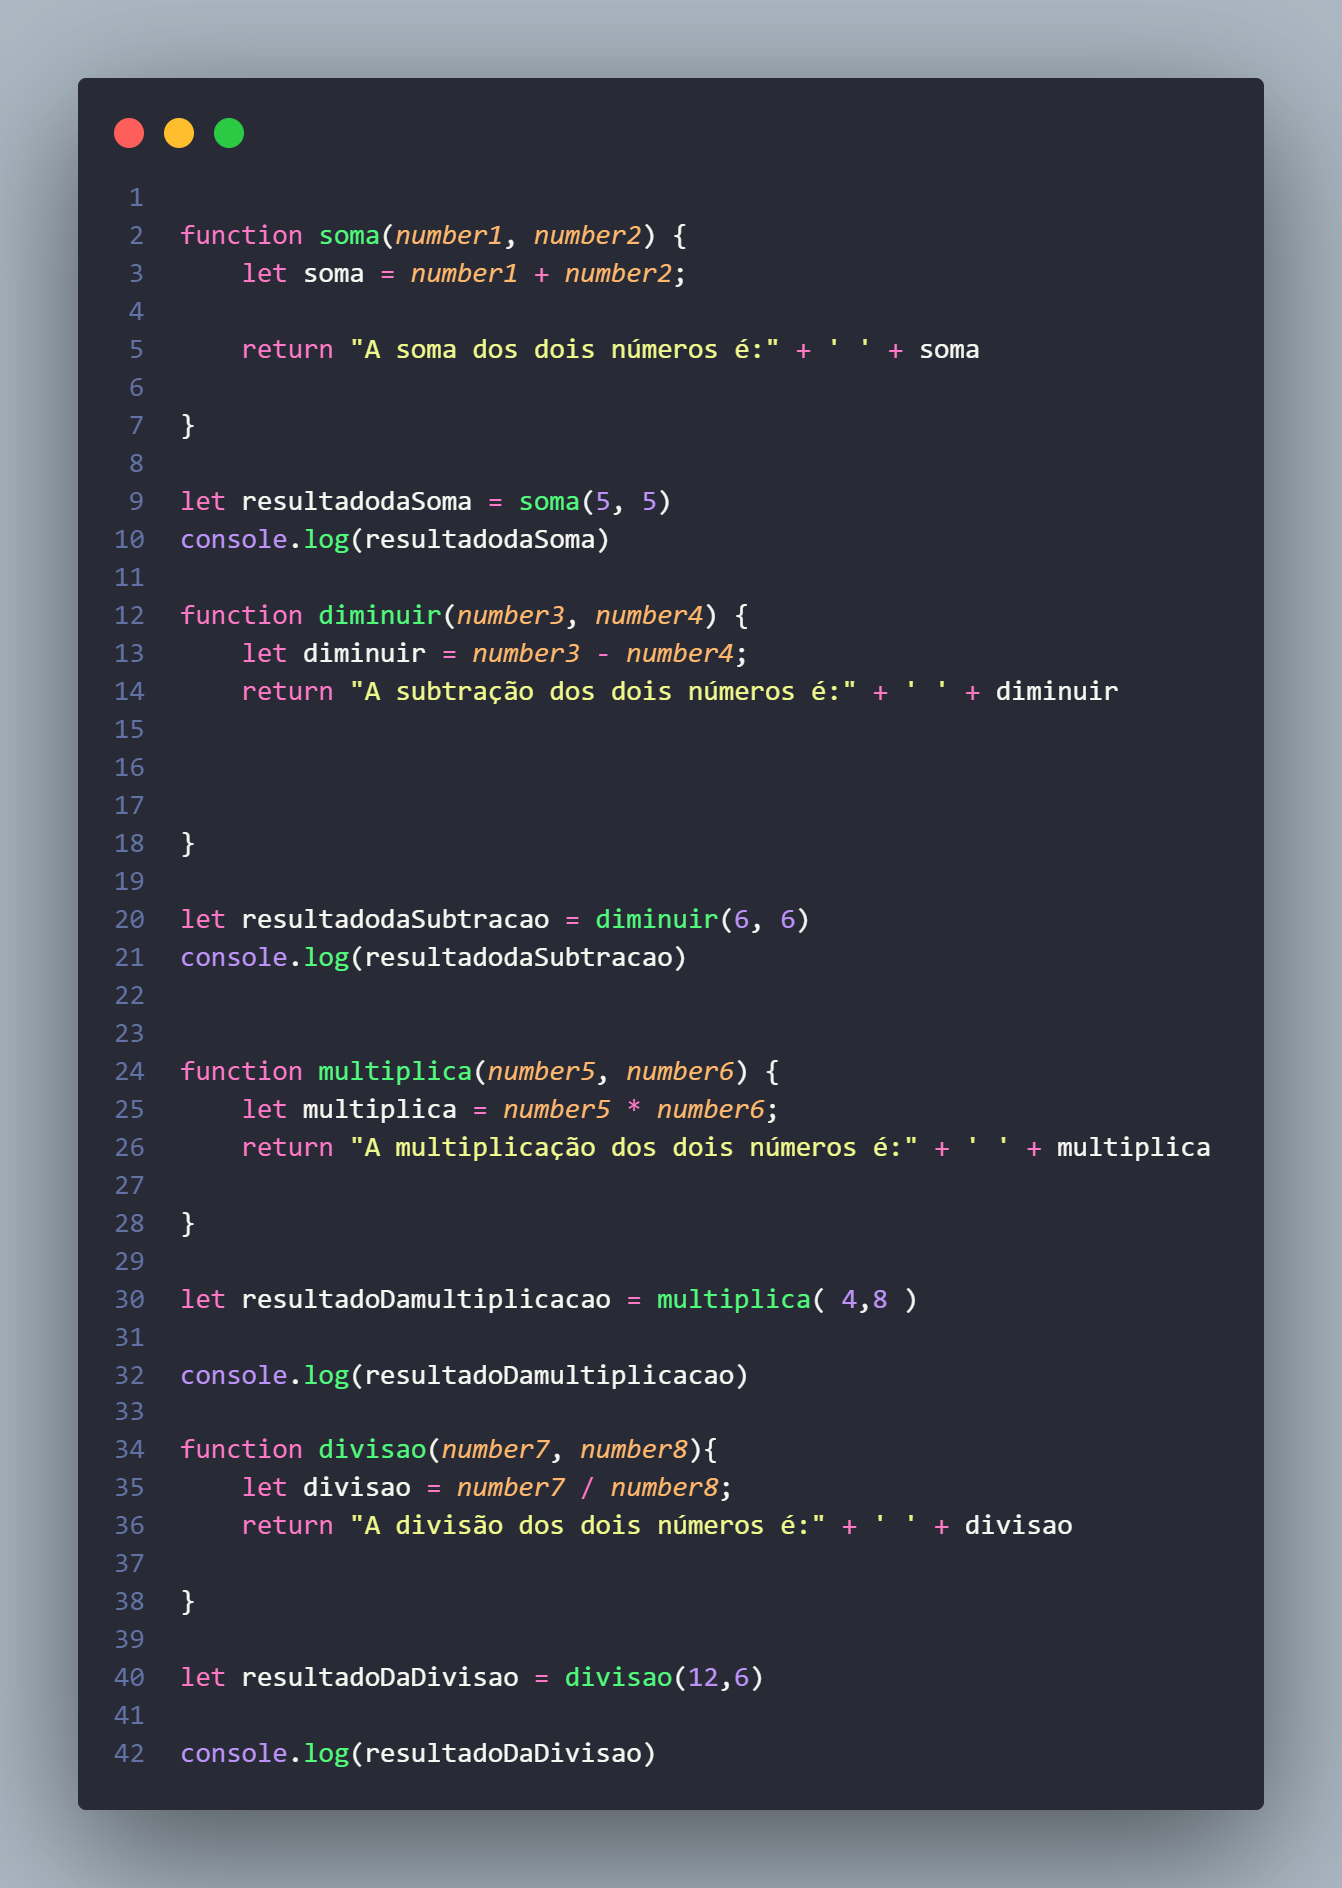 1
2 function soma(number1, number2) {
3     let soma = number1 + number2;
4
5     return "A soma dos dois números é:" + ' ' + soma
6
7 }
8
9 let resultadodaSoma = soma(5, 5)
10 console.log(resultadodaSoma)
11
12 function diminuir(number3, number4) {
13     let diminuir = number3 - number4;
14     return "A subtração dos dois números é:" + ' ' + diminuir
15
16
17
18 }
19
20 let resultadodaSubtracao = diminuir(6, 6)
21 console.log(resultadodaSubtracao)
22
23
24 function multiplica(number5, number6) {
25     let multiplica = number5 * number6;
26     return "A multiplicação dos dois números é:" + ' ' + multiplica
27
28 }
29
30 let resultadoDamultiplicacao = multiplica( 4,8 )
31
32 console.log(resultadoDamultiplicacao)
33
34 function divisao(number7, number8){
35     let divisao = number7 / number8;
36     return "A divisão dos dois números é:" + ' ' + divisao
37
38 }
39
40 let resultadoDaDivisao = divisao(12,6)
41
42 console.log(resultadoDaDivisao)